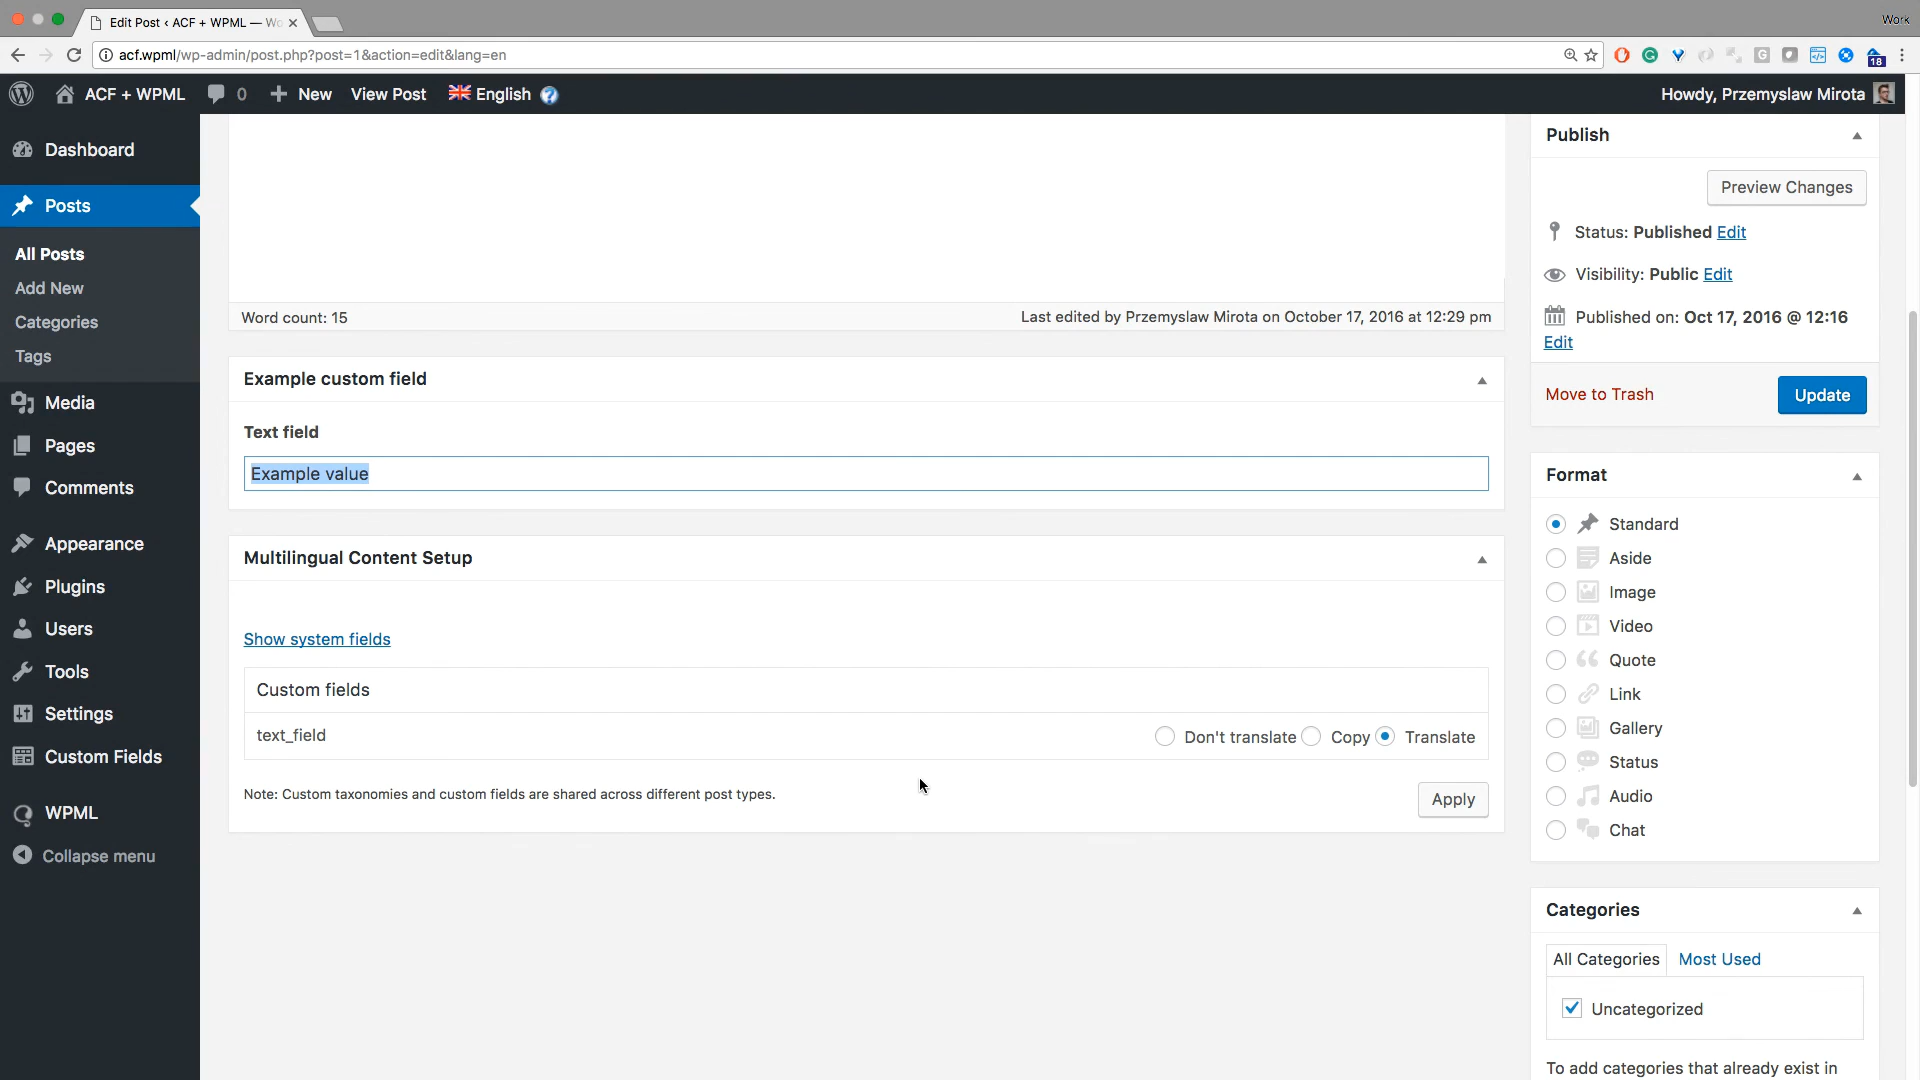 Edit Post ‹ ACF + WPML — Wo
Work
acf.wpml/wp-admin/post.php?post=1&action=edit&lang=en
18
ACF + WPML
0
New
View Post
English
Howdy, Przemyslaw Mirota
Dashboard
Posts
All Posts
Add New
Categories
Tags
Media
Pages
Comments
Appearance
Plugins
Users
Tools
Settings
Custom Fields
WPML
Collapse menu
Word count: 15
Last edited by Przemyslaw Mirota on October 17, 2016 at 12:29 pm
Example custom field
Text field
Example value
Multilingual Content Setup
Show system fields
Custom fields
text_field
Don't translate
Copy
Translate
Note: Custom taxonomies and custom fields are shared across different post types.
Apply
Publish
Preview Changes
Status: Published Edit
Visibility: Public Edit
Published on: Oct 17, 2016 @ 12:16
Edit
Move to Trash
Update
Format
Standard
Aside
Image
Video
Quote
Link
Gallery
Status
Audio
Chat
Categories
All Categories
Most Used
Uncategorized
To add categories that already exist in